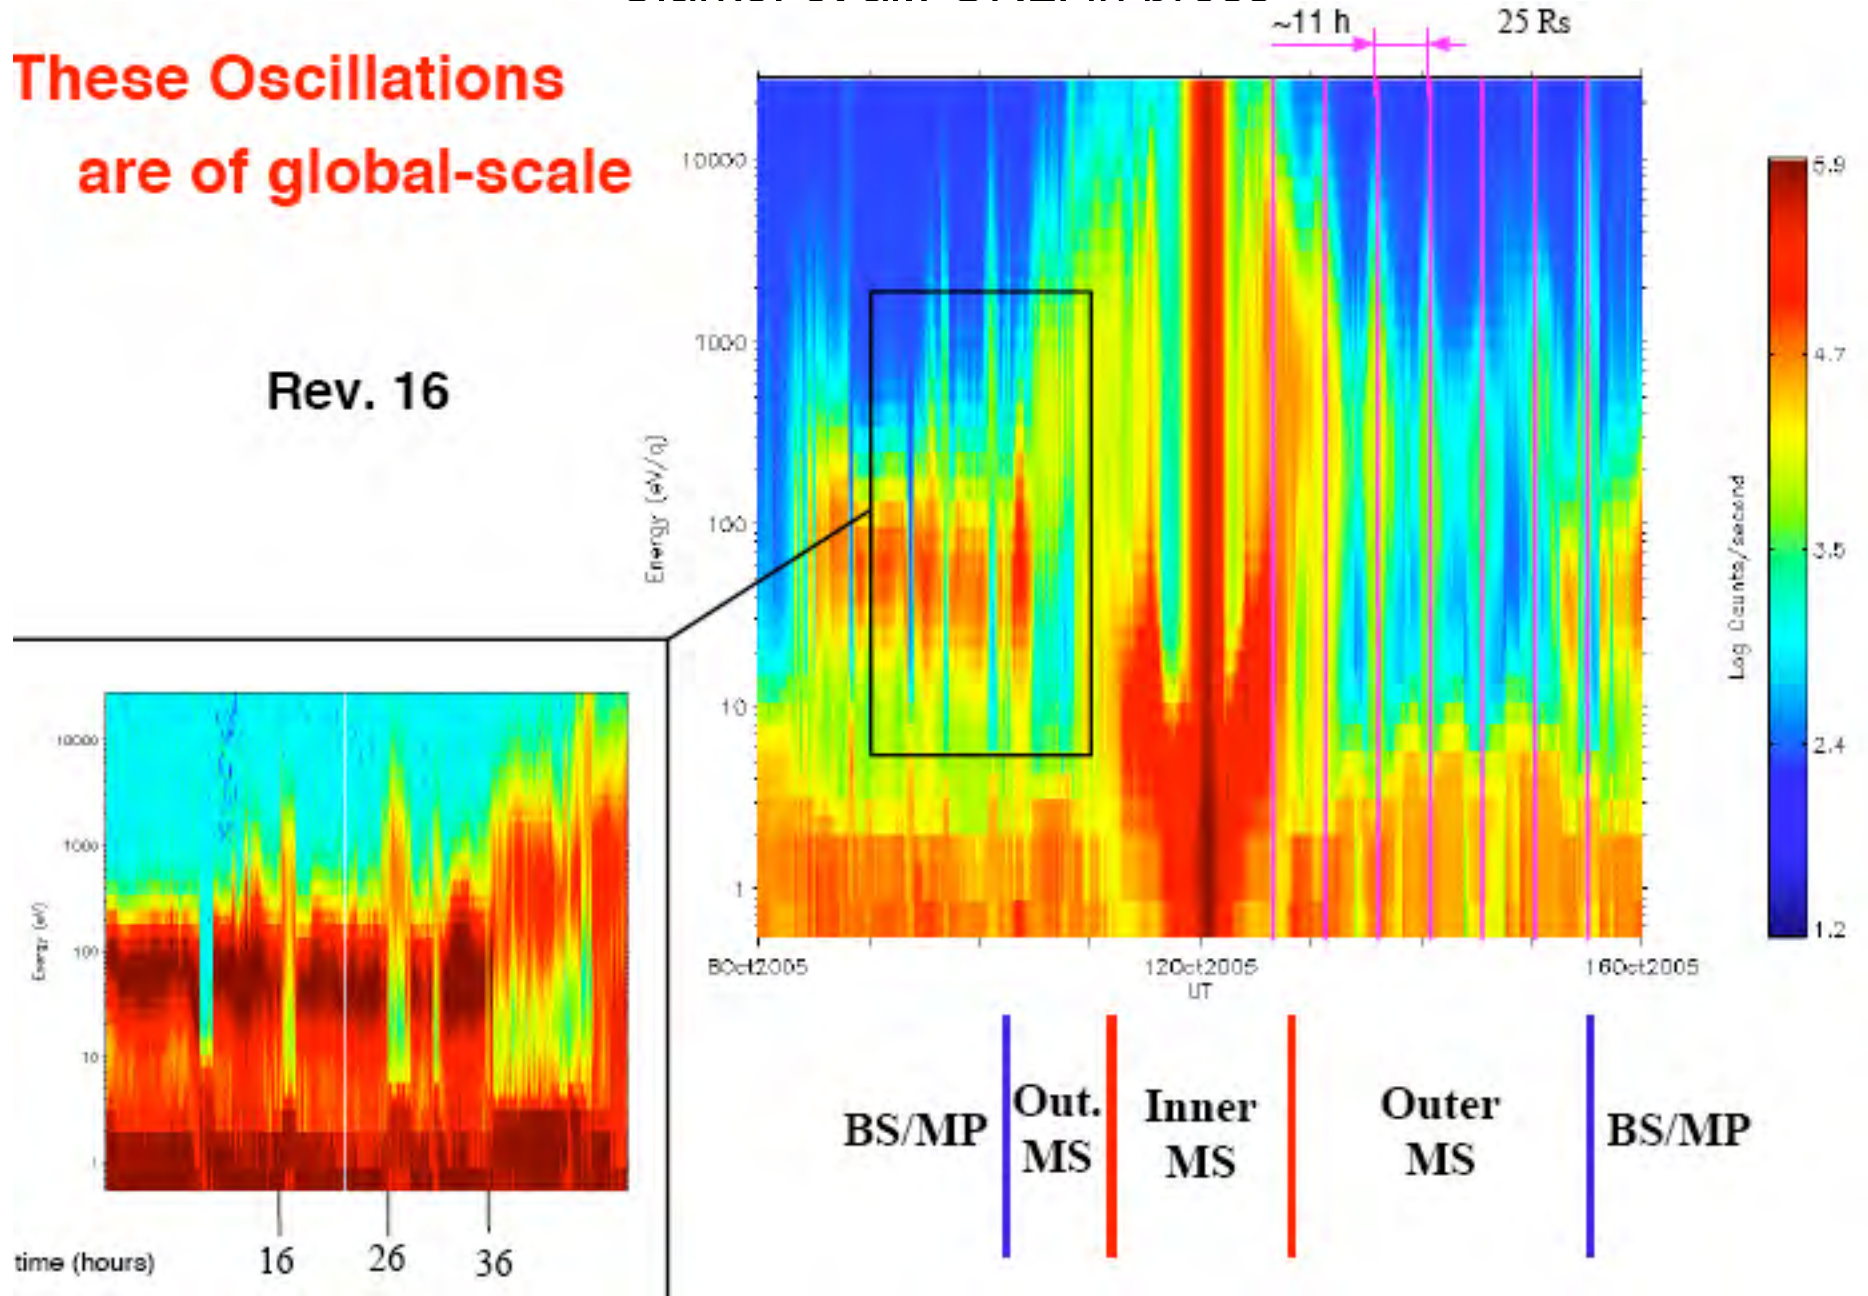 These Oscillations
are of global-scale
Rev. 16
~11 h
25 Rs
10000
1000
100
10
1
Energy (eV/q)
8Oct2005
12Oct2005
16Oct2005
UT
5.9
4.7
3.5
2.4
1.2
Log Counts/second
BS/MP
Out.
MS
Inner
MS
Outer
MS
BS/MP
10000
1000
100
10
1
Energy (eV)
time (hours)
16
26
36